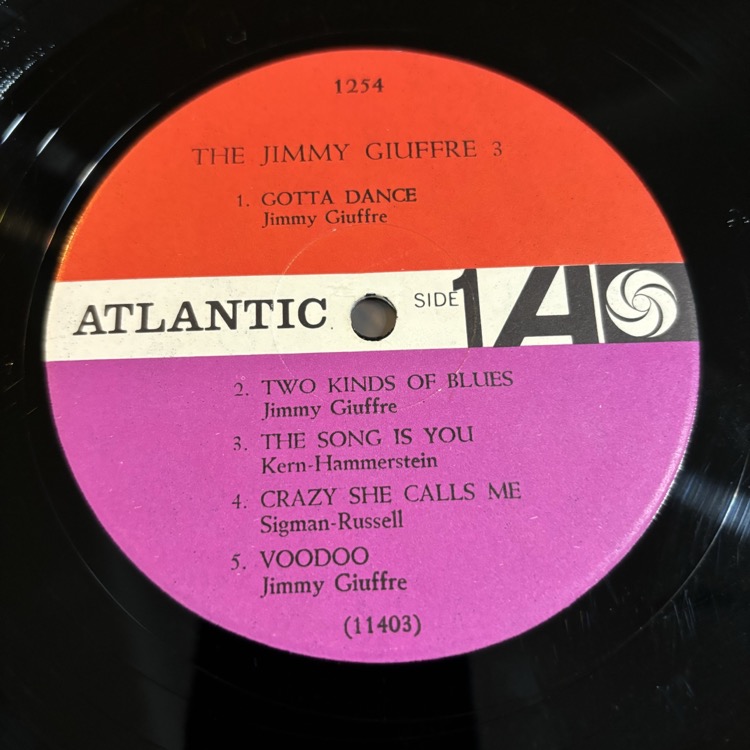 1254
THE JIMMY GIUFFRE 3
1. GOTTA DANCE
Jimmy Giuffre
ATLANTIC SIDE 1 A
2. TWO KINDS OF BLUES
Jimmy Giuffre
3. THE SONG IS YOU
Kern-Hammerstein
4. CRAZY SHE CALLS ME
Sigman-Russell
5. VOODOO
Jimmy Giuffre
(11403)